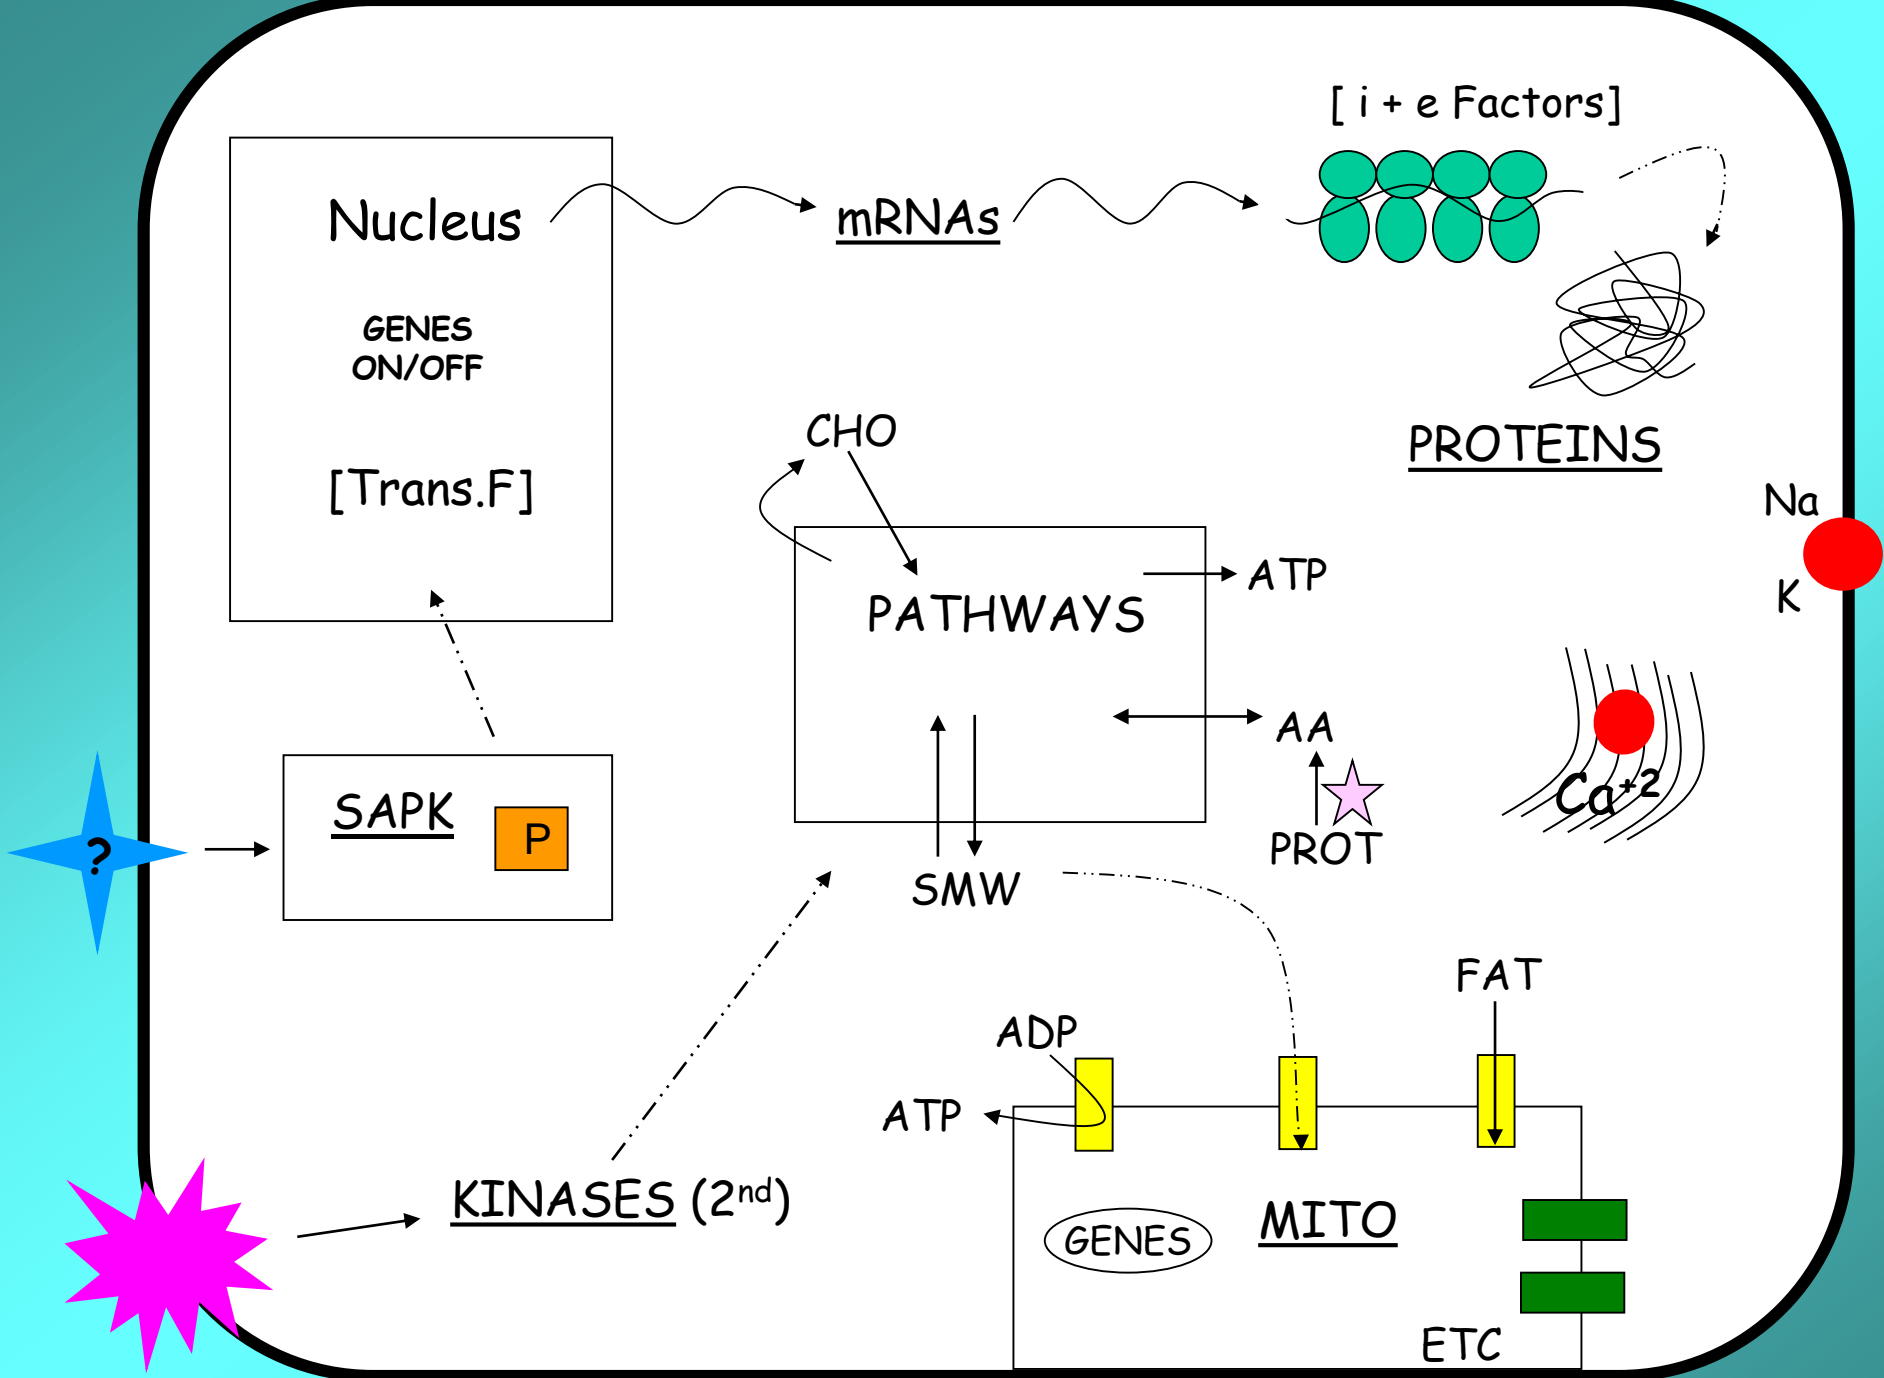 [ i + e Factors]
Nucleus
mRNAs
GENES
ON/OFF
CHO
PROTEINS
[Trans.F]
Na
ATP
K
PATHWAYS
AA
Ca+2
SAPK
P
?
PROT
SMW
FAT
ADP
ATP
KINASES (2nd)
MITO
GENES
ETC